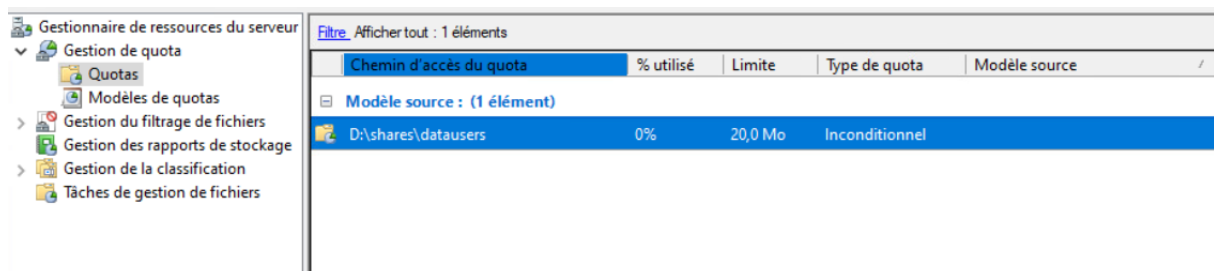 Gestionnaire de ressources du serveur
Gestion de quota
Quotas
Modèles de quotas
Gestion du filtrage de fichiers
Gestion des rapports de stockage
Gestion de la classification
Tâches de gestion de fichiers
Filtre Afficher tout : 1 éléments
Chemin d'accès du quota % utilisé Limite Type de quota Modèle source
Modèle source : (1 élément)
D:\shares\datausers 0% 20,0 Mo Inconditionnel